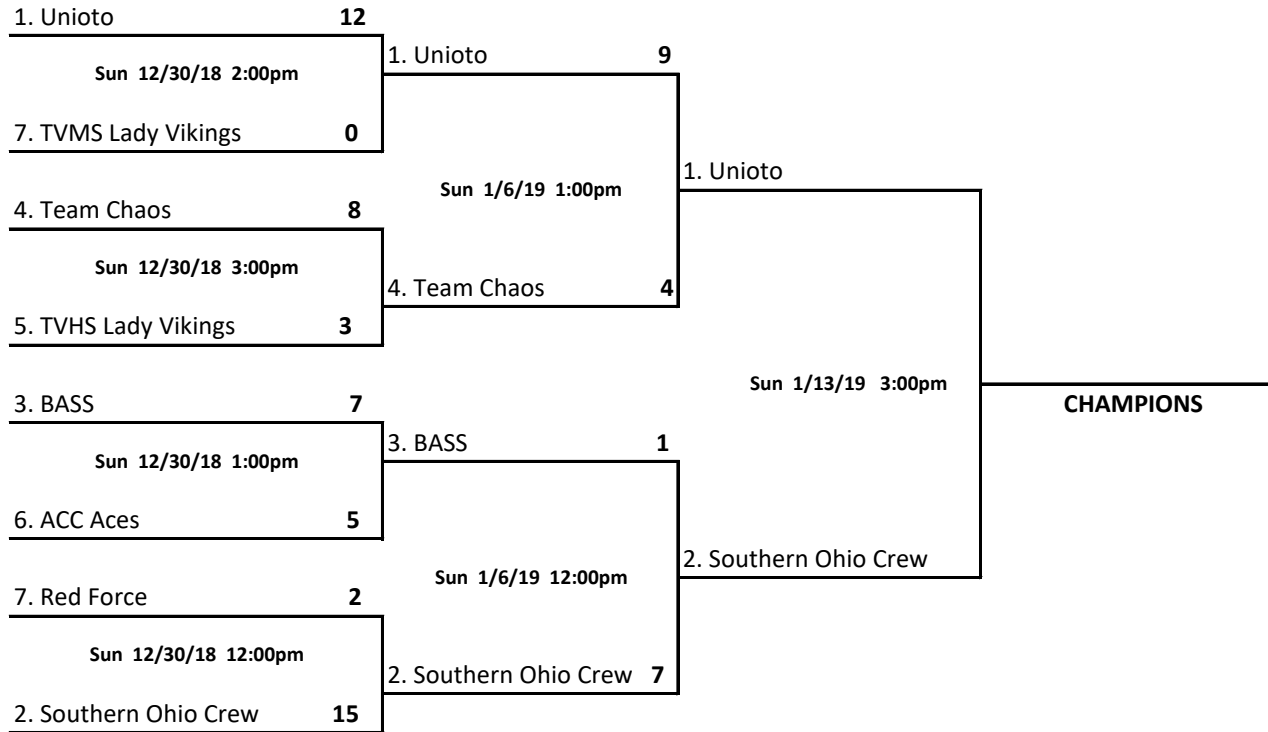 1. Unioto 12
1. Unioto 9
Sun 12/30/18 2:00pm
7. TVMS Lady Vikings 0
1. Unioto
Sun 1/6/19 1:00pm
4. Team Chaos 8
Sun 12/30/18 3:00pm
4. Team Chaos 4
5. TVHS Lady Vikings 3
Sun 1/13/19 3:00pm
CHAMPIONS
3. BASS 7
3. BASS 1
Sun 12/30/18 1:00pm
6. ACC Aces 5
2. Southern Ohio Crew
Sun 1/6/19 12:00pm
7. Red Force 2
Sun 12/30/18 12:00pm
2. Southern Ohio Crew 7
2. Southern Ohio Crew 15